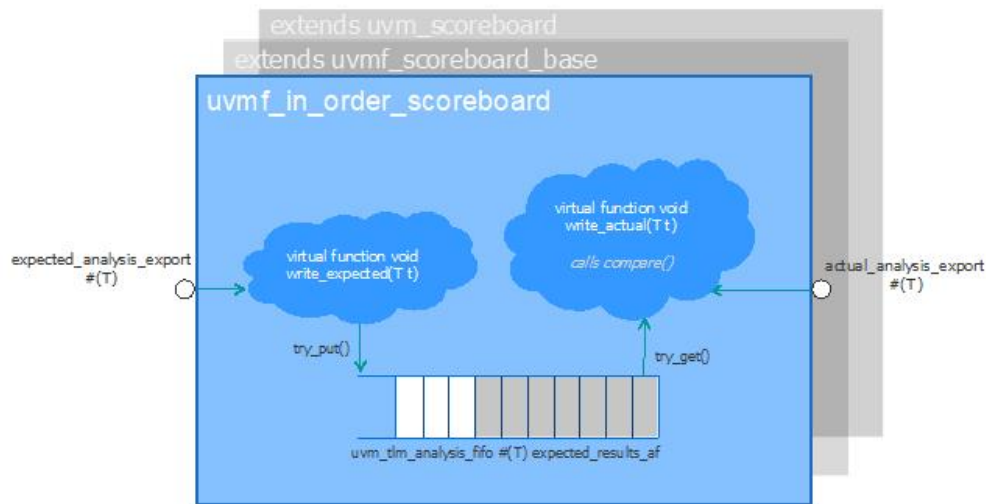 extends uvm_scoreboard
extends uvmf_scoreboard_base
uvmf_in_order_scoreboard
virtual function void
write_actual(T t)
calls compare()
virtual function void
write_expected(T t)
expected_analysis_export
#(T)
actual_analysis_export
#(T)
try_put()
try_get()
uvm_tlm_analysis_fifo #(T) expected_results_af